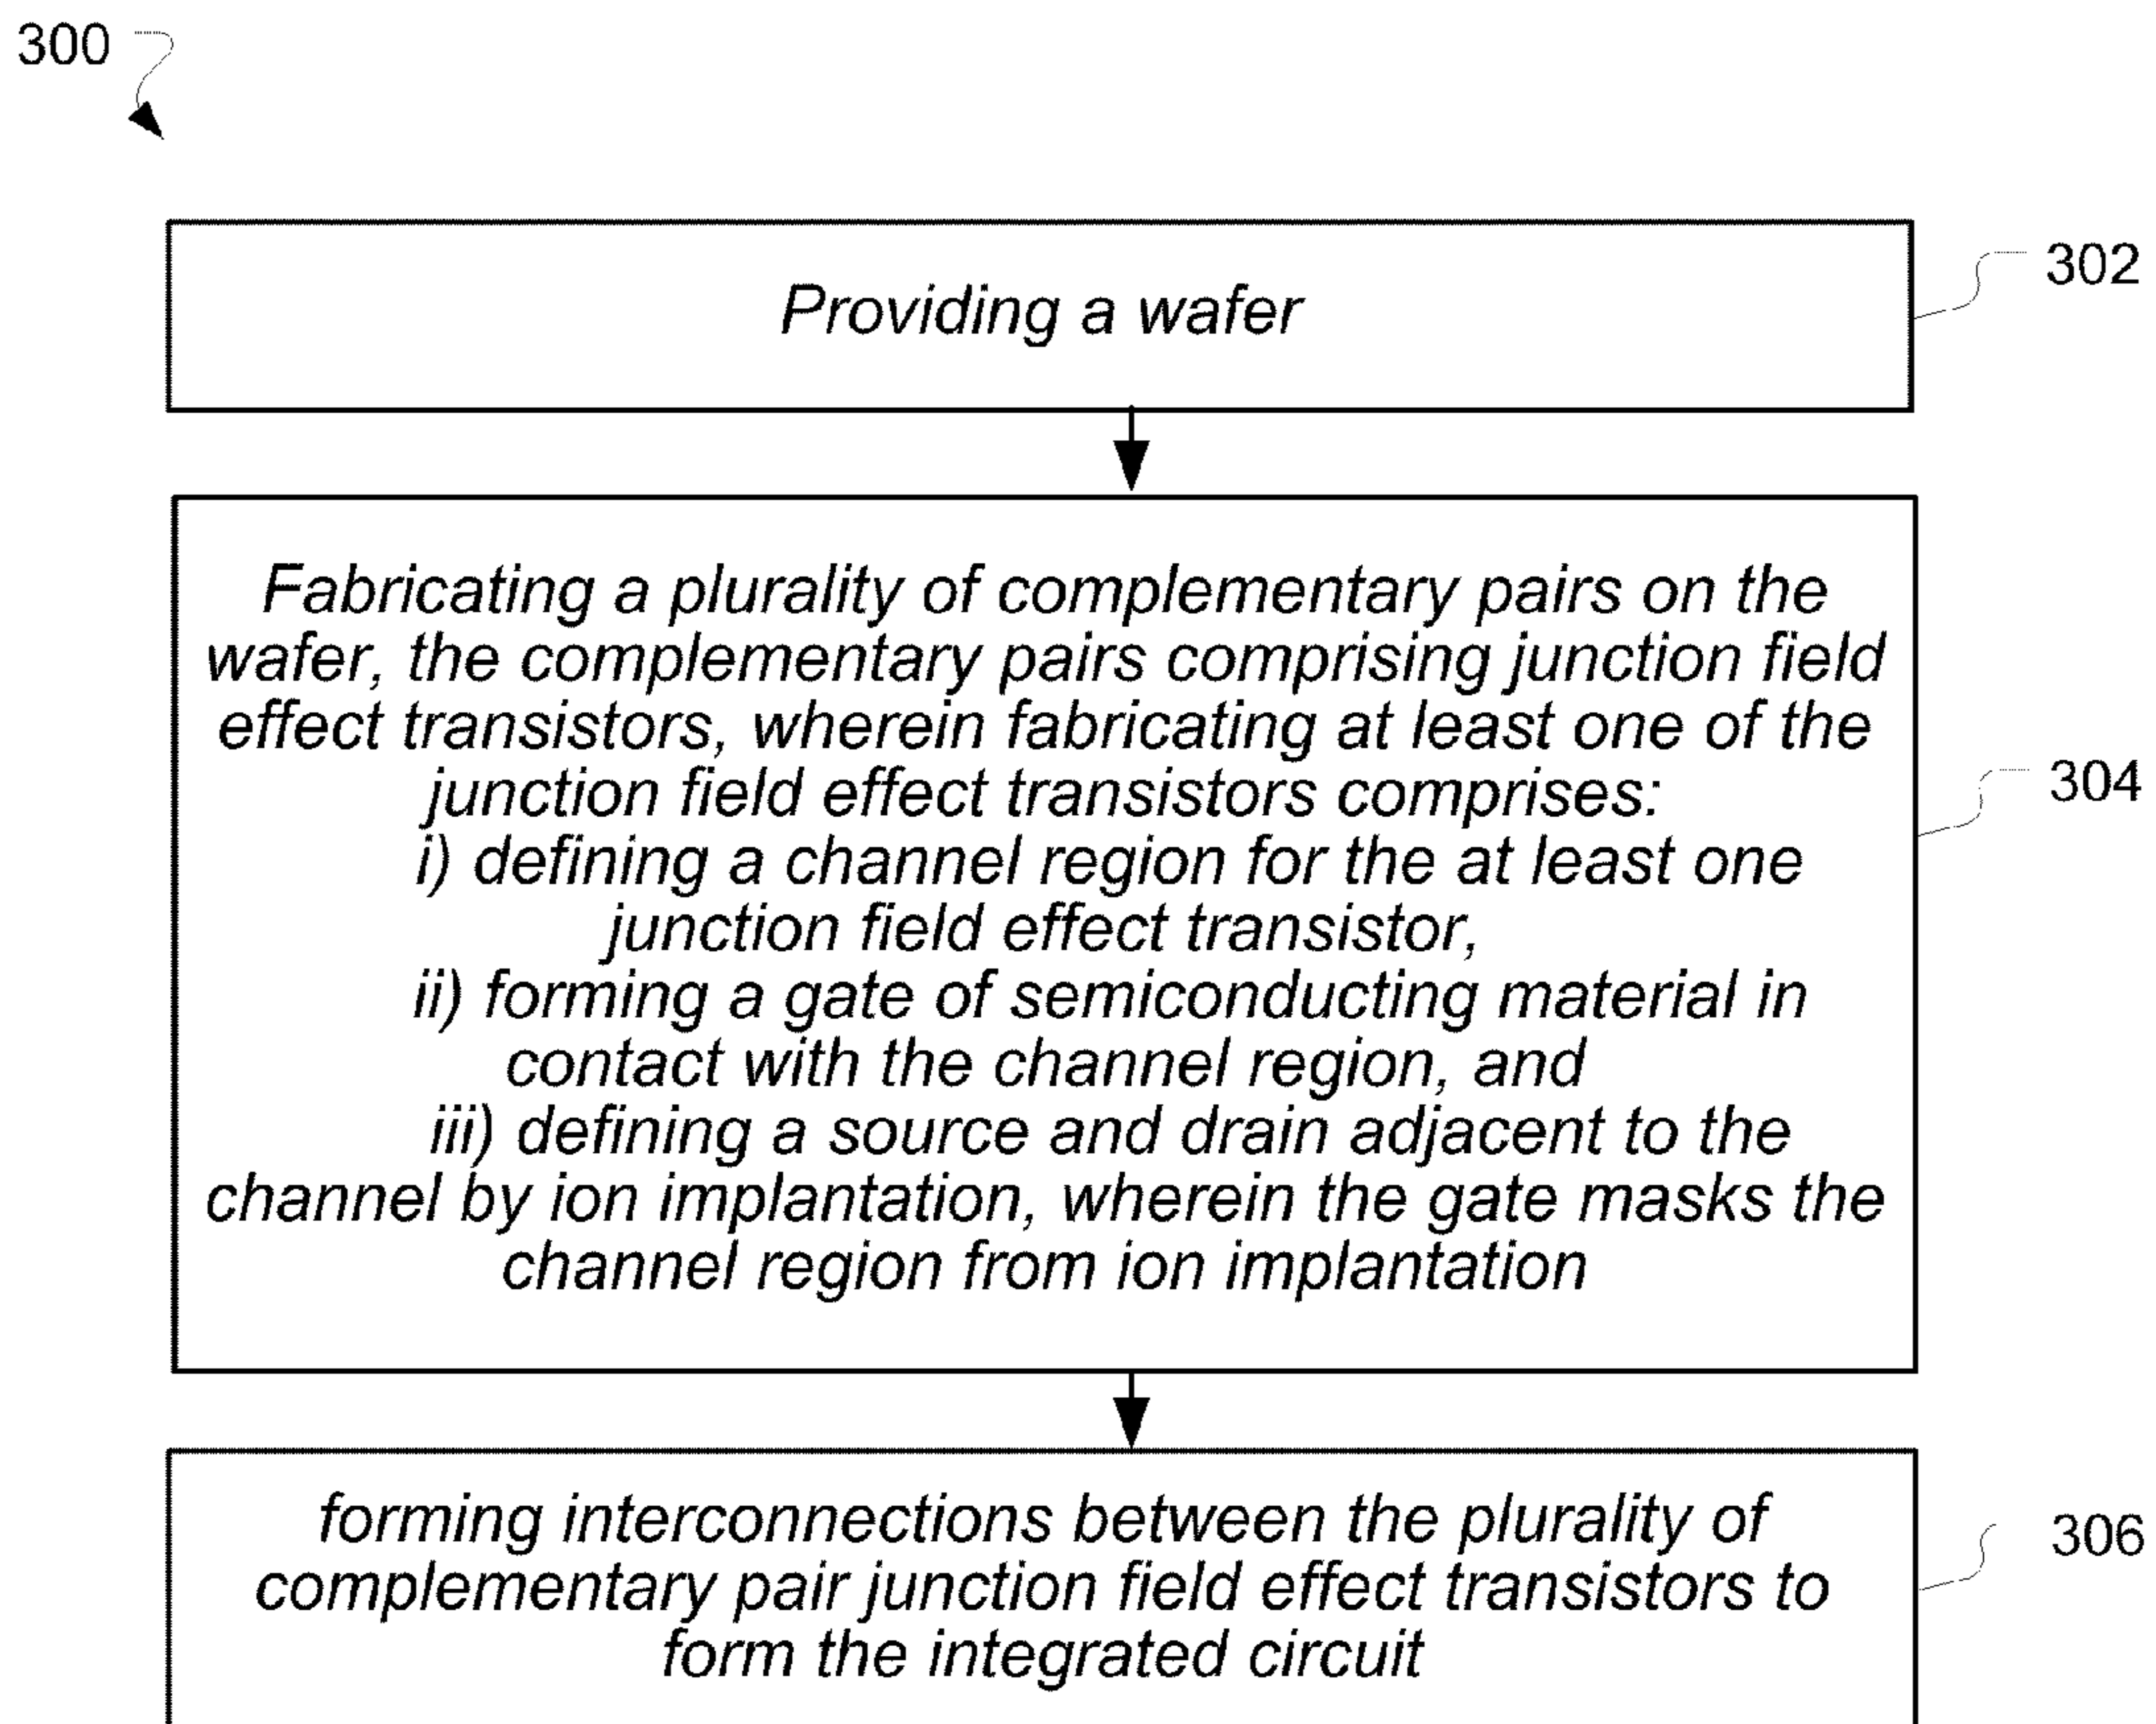 300
Providing a wafer
302
Fabricating a plurality of complementary pairs on the
wafer, the complementary pairs comprising junction field
effect transistors, wherein fabricating at least one of the
junction field effect transistors comprises:
i) defining a channel region for the at least one
junction field effect transistor,
ii) forming a gate of semiconducting material in
contact with the channel region, and
iii) defining a source and drain adjacent to the
channel by ion implantation, wherein the gate masks the
channel region from ion implantation
304
forming interconnections between the plurality of
complementary pair junction field effect transistors to
form the integrated circuit
306